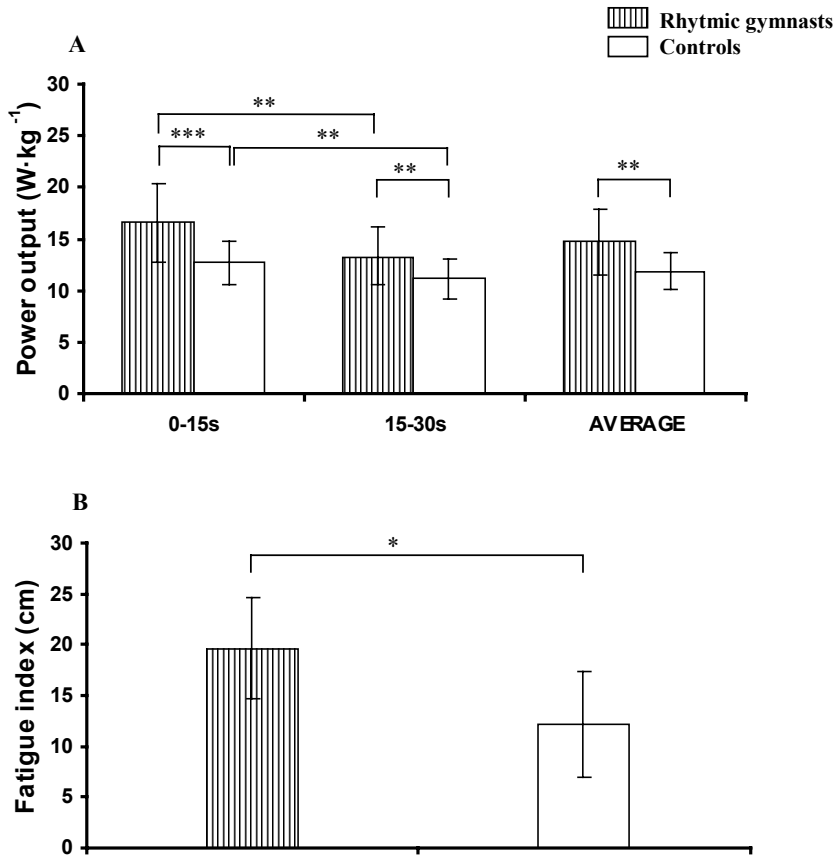 Rhytmic gymnasts
Controls
A
Power output (W·kg⁻¹)
30
25
20
15
10
5
0
**
***
**
**
**
0-15s
15-30s
AVERAGE
B
Fatigue index (cm)
30
25
20
15
10
5
0
*